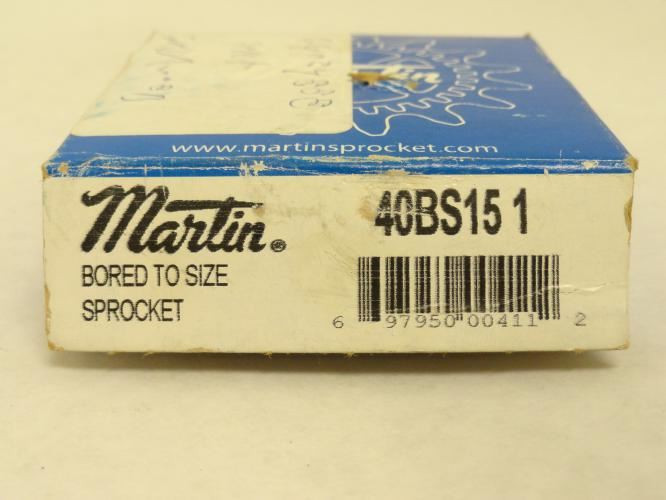 www.martinsprocket.com
Martin®
40BS15 1
BORED TO SIZE
SPROCKET
6 97950 00411 2